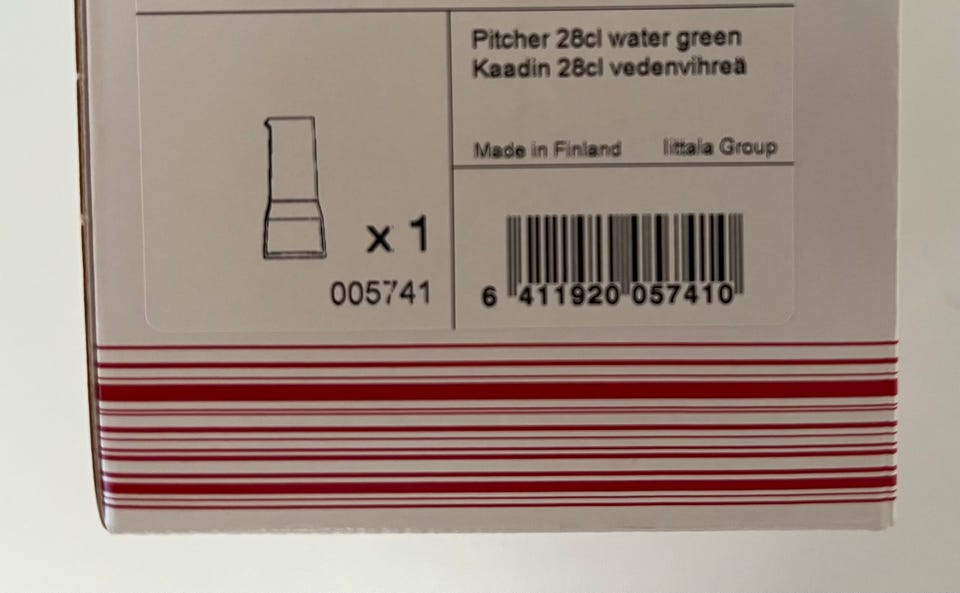 Pitcher 28cl water green
Kaadin 28cl vedenvihreä
Made in Finland Iittala Group
x 1
005741
6 411920 057410